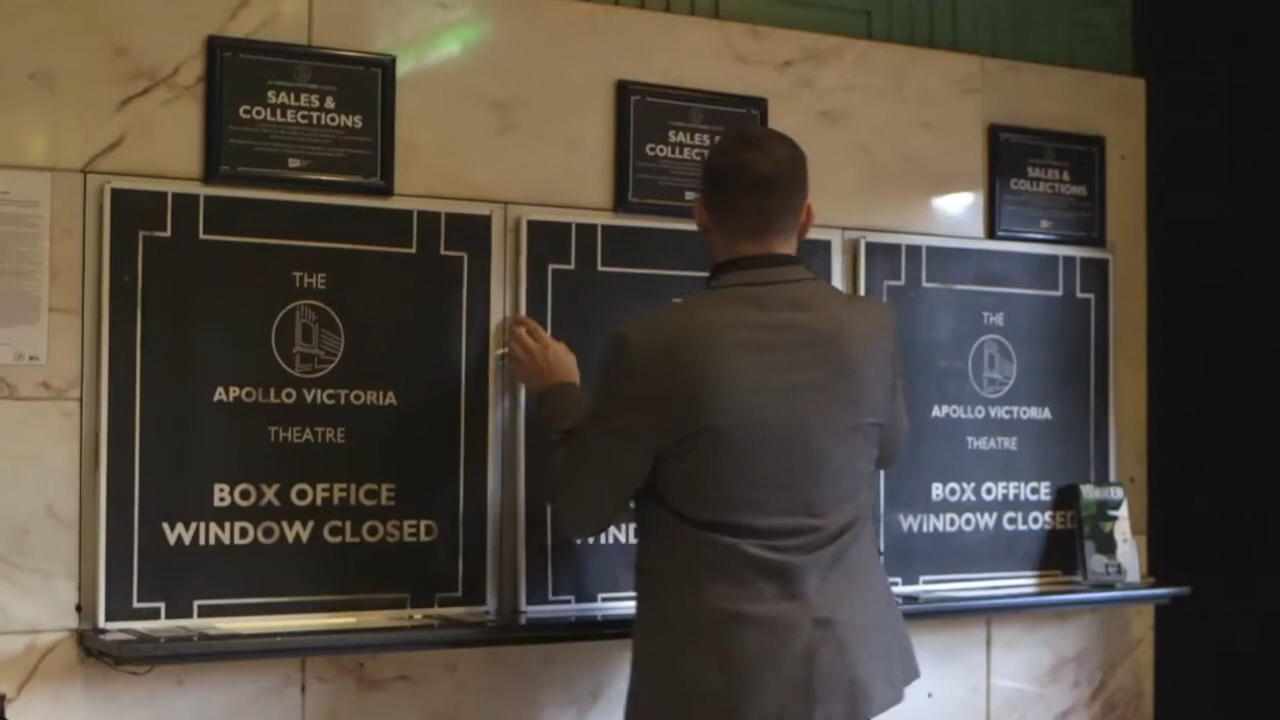 SALES &
COLLECTIONS
SALES &
COLLECT
SALES &
COLLECTIONS
THE
APOLLO VICTORIA
THEATRE
BOX OFFICE
WINDOW CLOSED
WIND
THE
APOLLO VICTORIA
THEATRE
BOX OFFICE
WINDOW CLOSED